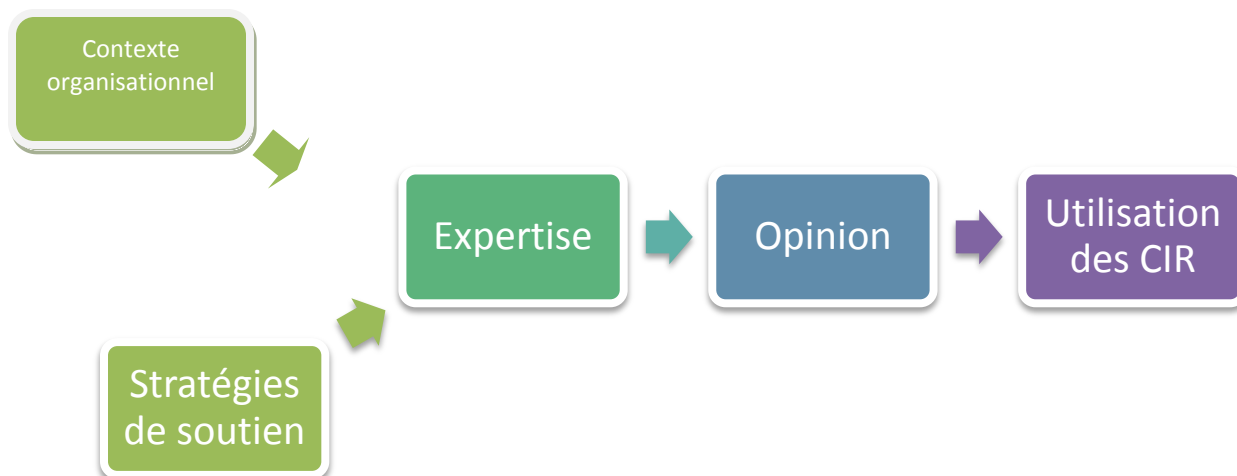 Contexte
organisationnel
Expertise
Opinion
Utilisation
des CIR
Stratégies
de soutien